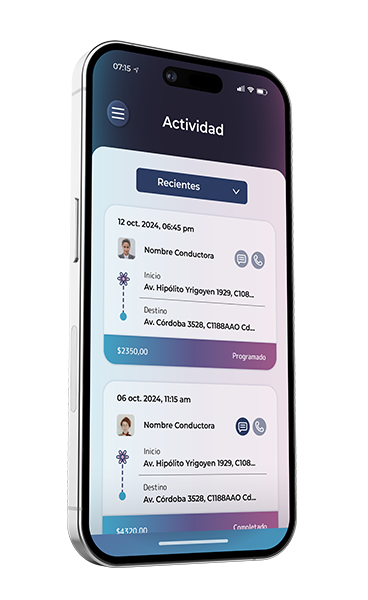 07:15
Actividad
Recientes
12 oct. 2024, 06:45 pm
Nombre Conductora
Inicio
Av. Hipólito Yrigoyen 1929, C108...
Destino
Av. Córdoba 3528, C1188AAO Cd...
$2350,00 Programado
06 oct. 2024, 11:15 am
Nombre Conductora
Inicio
Av. Hipólito Yrigoyen 1929, C108...
Destino
Av. Córdoba 3528, C1188AAO Cd...
$4320,00 Completado